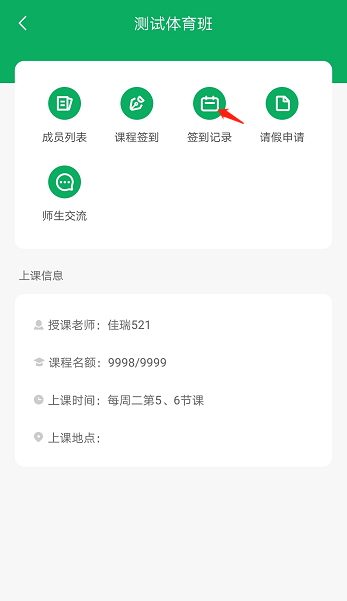 测试体育班
成员列表 课程签到 签到记录 请假申请
师生交流
上课信息
授课老师：佳瑞521
课程名额：9998/9999
上课时间：每周二第5、6节课
上课地点：